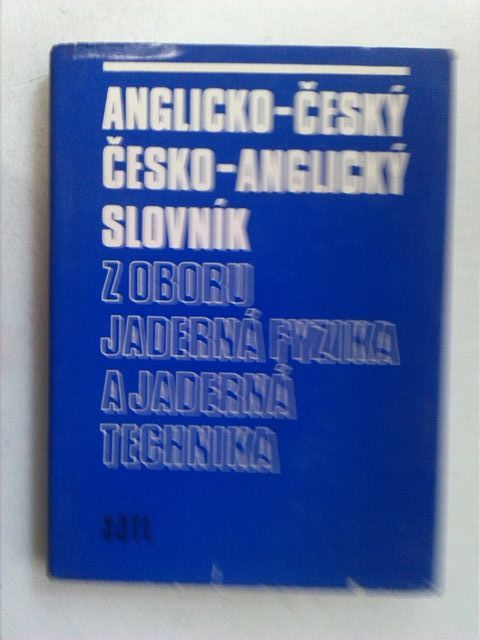 ANGLICKO-ČESKÝ
ČESKO-ANGLICKÝ
SLOVNÍK
Z OBORU
JADERNÁ FYZIKA
A JADERNÁ
TECHNIKA
SNTL